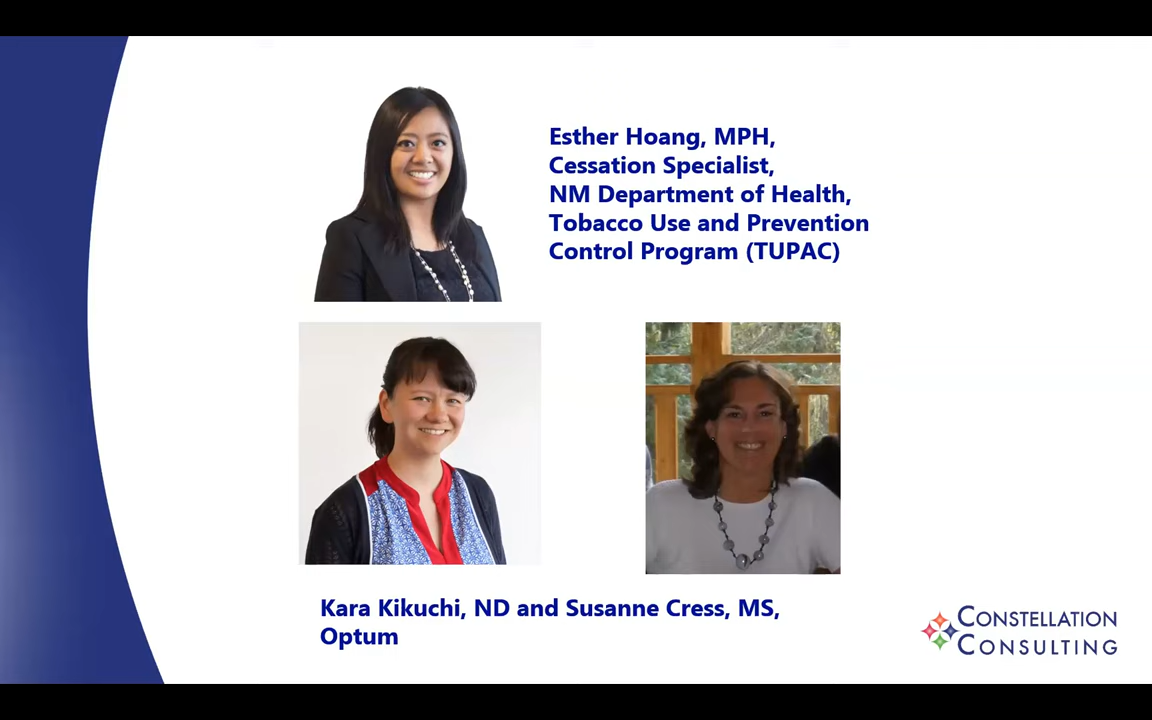 Esther Hoang, MPH,
Cessation Specialist,
NM Department of Health,
Tobacco Use and Prevention
Control Program (TUPAC)
Kara Kikuchi, ND and Susanne Cress, MS,
Optum
CONSTELLATION
CONSULTING